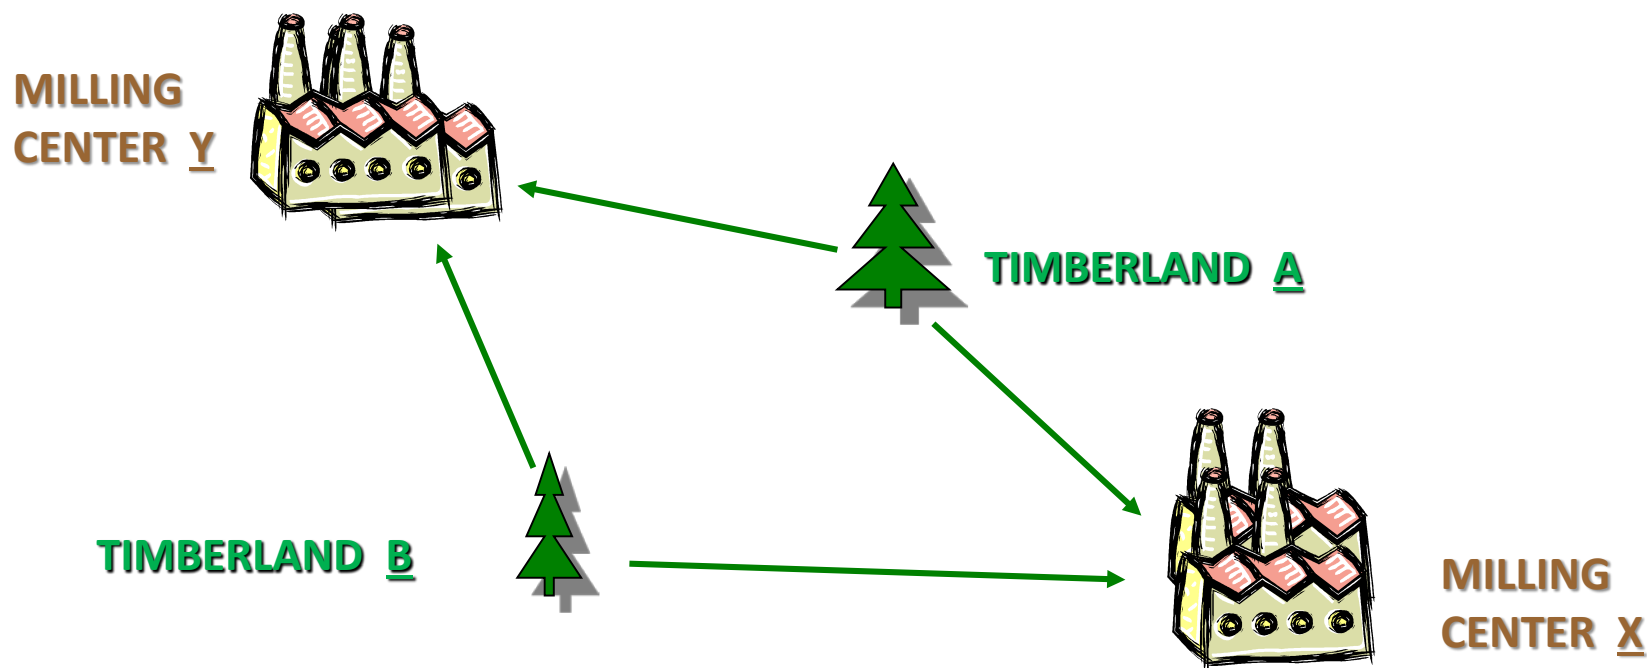 MILLING
CENTER Y
TIMBERLAND A
TIMBERLAND B
MILLING
CENTER X